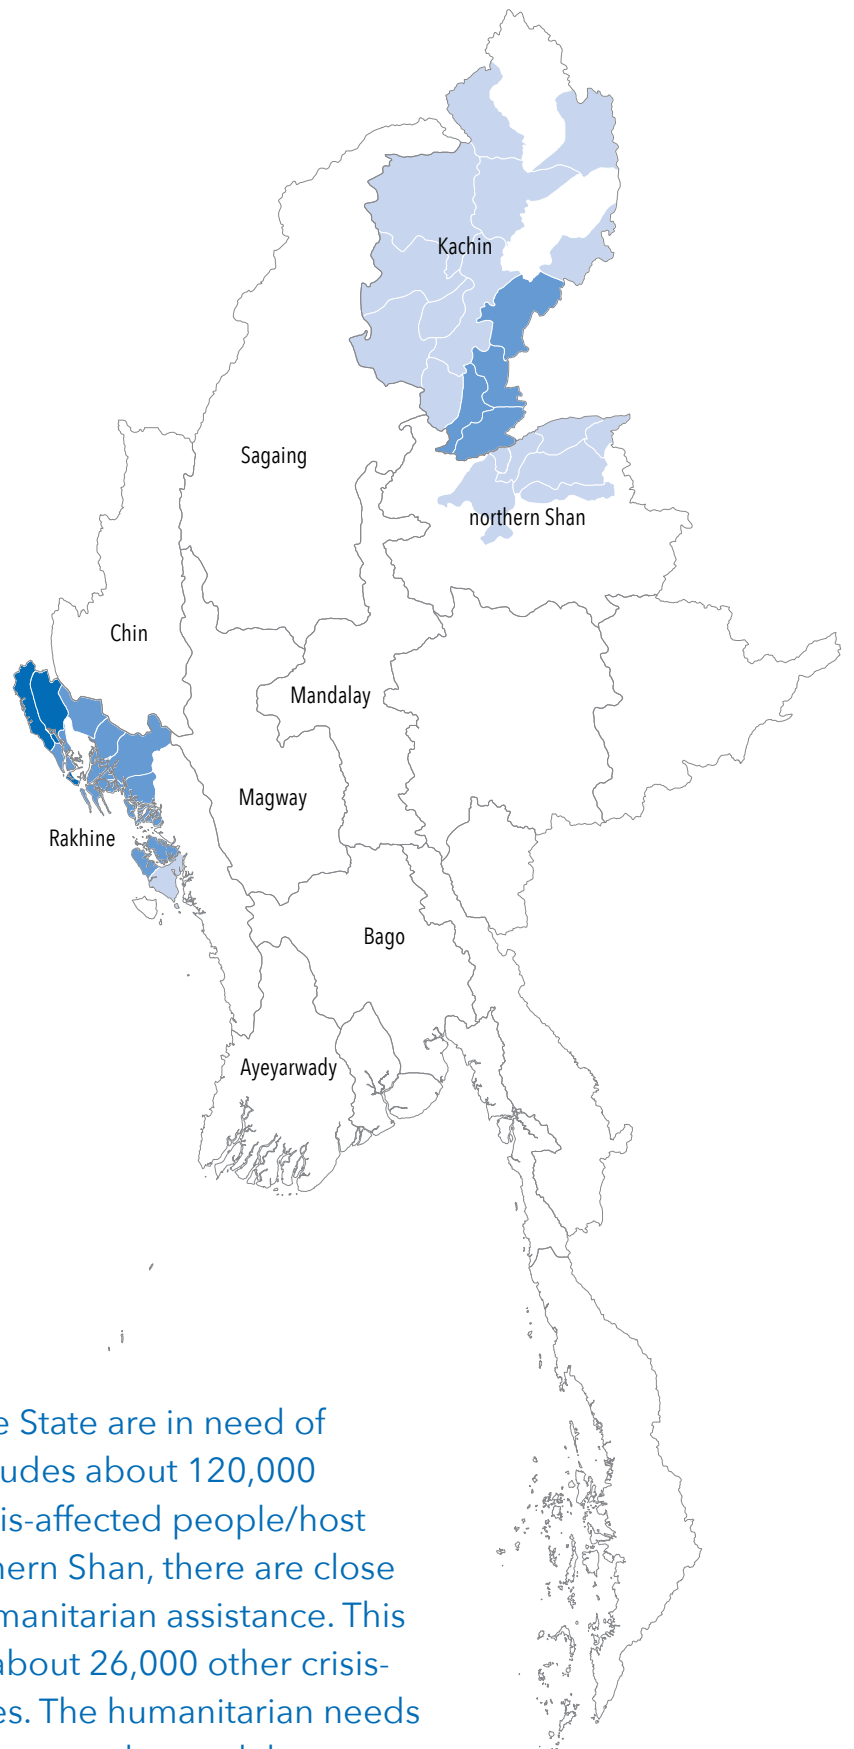 Kachin
Sagaing
northern Shan
Chin
Mandalay
Magway
Rakhine
Bago
Ayeyarwady
e State are in need of
udes about 120,000
is-affected people/host
hern Shan, there are close
manitarian assistance. This
about 26,000 other crisis-
es. The humanitarian needs